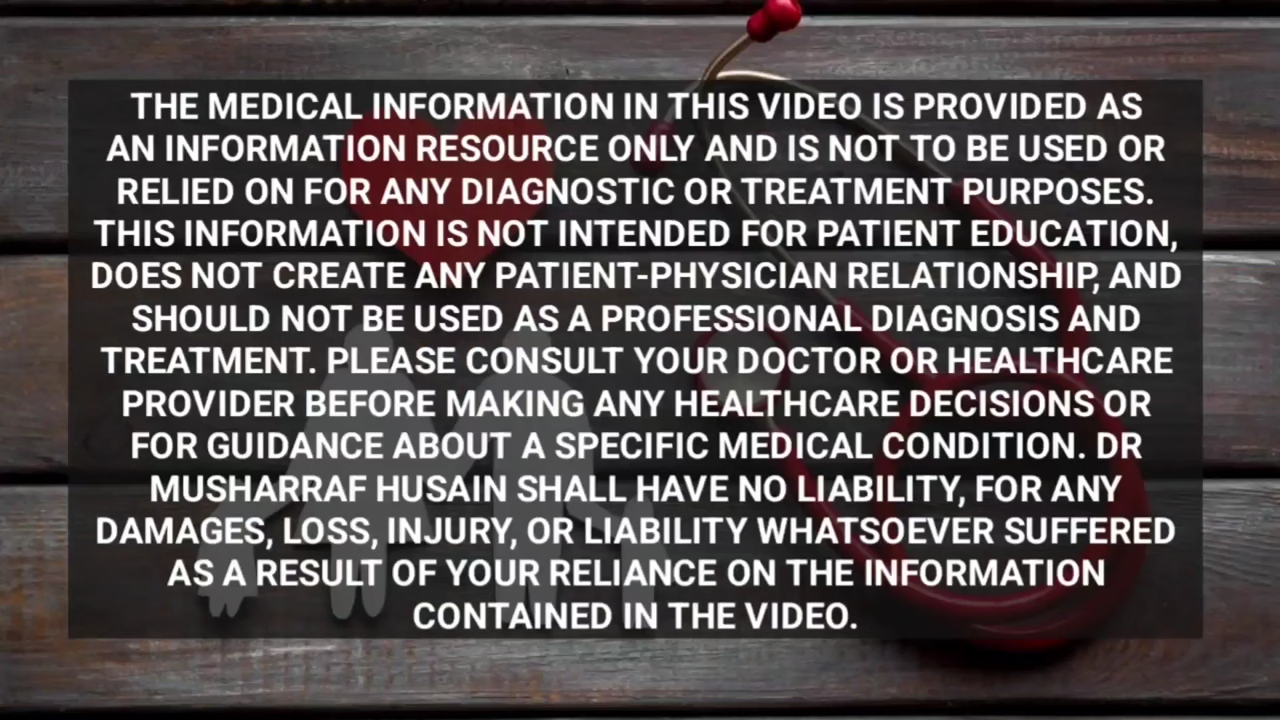 THE MEDICAL INFORMATION IN THIS VIDEO IS PROVIDED AS
AN INFORMATION RESOURCE ONLY AND IS NOT TO BE USED OR
RELIED ON FOR ANY DIAGNOSTIC OR TREATMENT PURPOSES.
THIS INFORMATION IS NOT INTENDED FOR PATIENT EDUCATION,
DOES NOT CREATE ANY PATIENT-PHYSICIAN RELATIONSHIP, AND
SHOULD NOT BE USED AS A PROFESSIONAL DIAGNOSIS AND
TREATMENT. PLEASE CONSULT YOUR DOCTOR OR HEALTHCARE
PROVIDER BEFORE MAKING ANY HEALTHCARE DECISIONS OR
FOR GUIDANCE ABOUT A SPECIFIC MEDICAL CONDITION. DR
MUSHARRAF HUSAIN SHALL HAVE NO LIABILITY, FOR ANY
DAMAGES, LOSS, INJURY, OR LIABILITY WHATSOEVER SUFFERED
AS A RESULT OF YOUR RELIANCE ON THE INFORMATION
CONTAINED IN THE VIDEO.